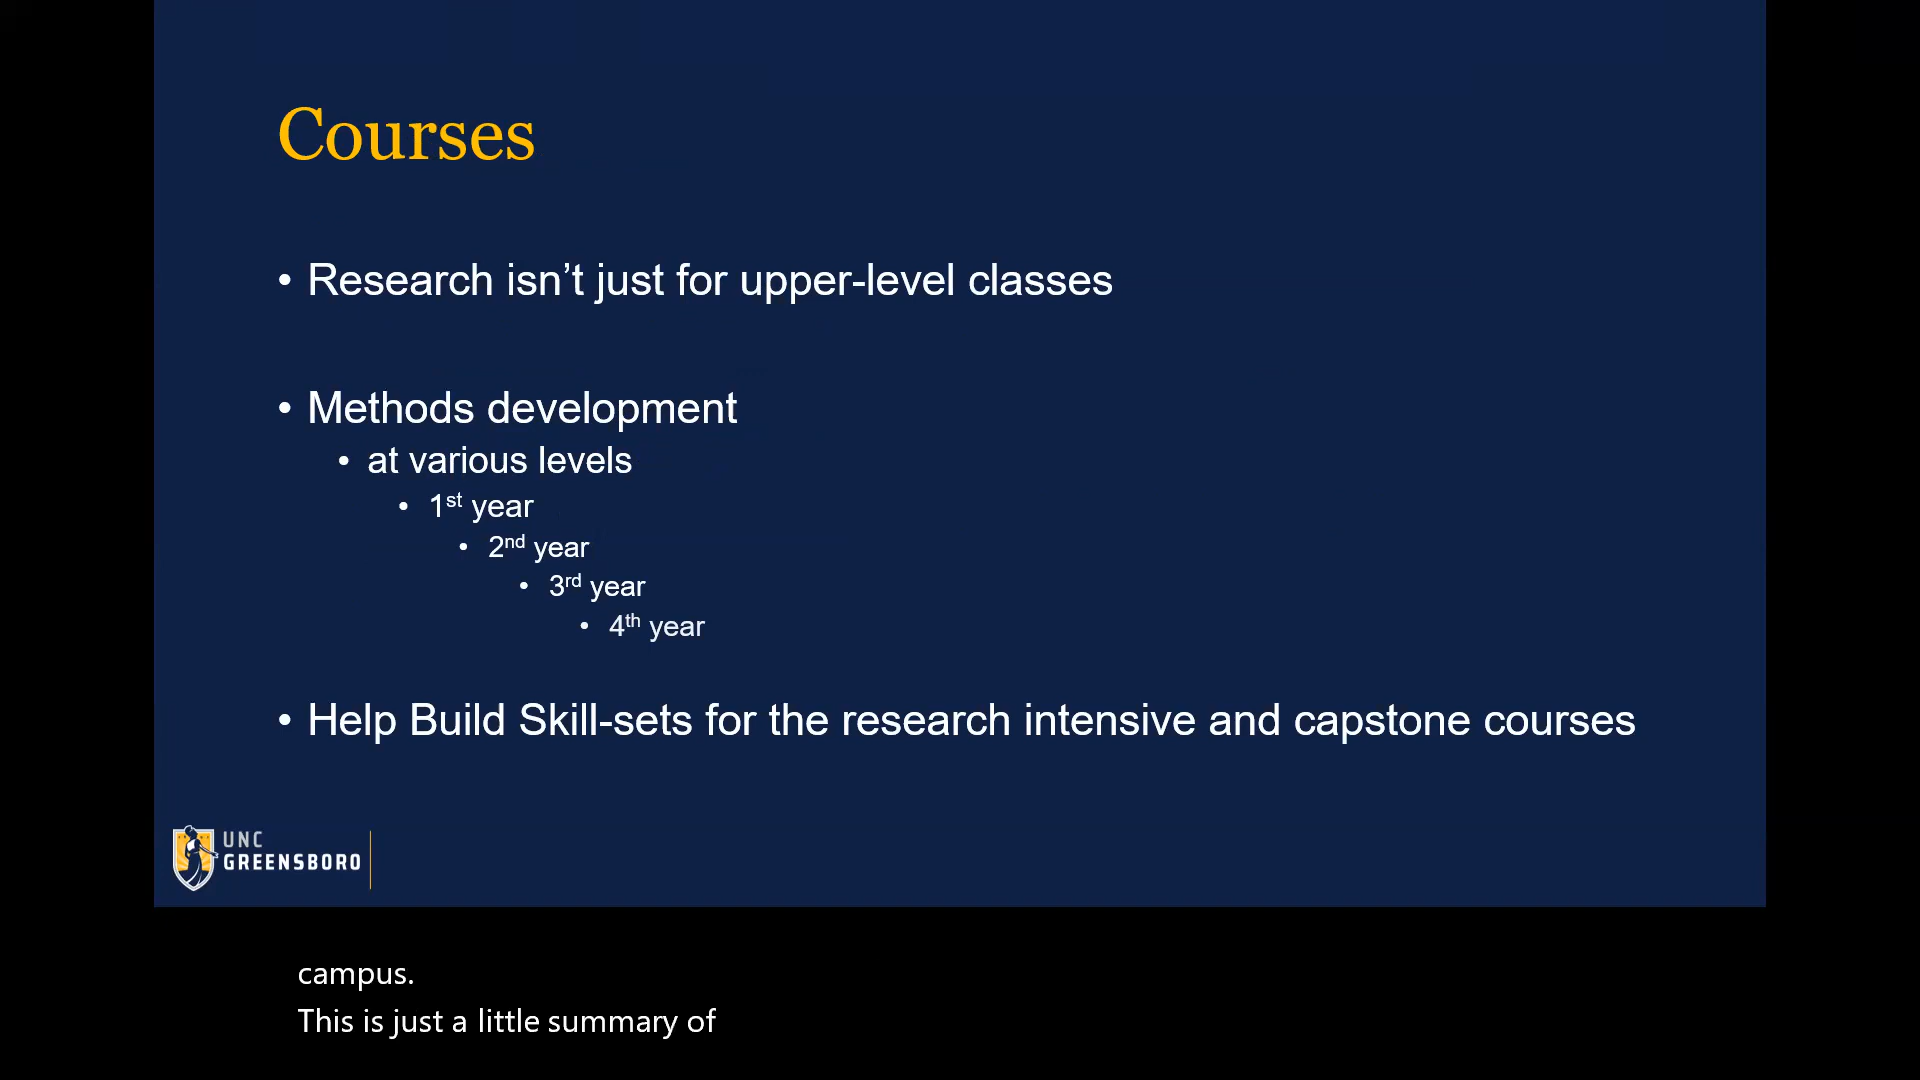 Courses
• Research isn’t just for upper-level classes
• Methods development
• at various levels
• 1st year
• 2nd year
• 3rd year
• 4th year
• Help Build Skill-sets for the research intensive and capstone courses
UNC
GREENSBORO
campus.
This is just a little summary of